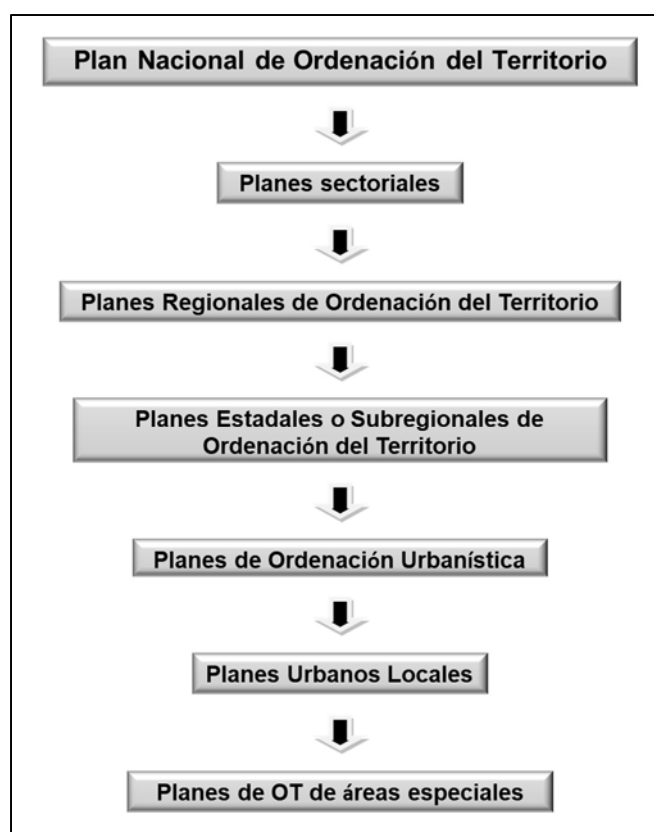 Plan Nacional de Ordenación del Territorio
Planes sectoriales
Planes Regionales de Ordenación del Territorio
Planes Estadales o Subregionales de
Ordenación del Territorio
Planes de Ordenación Urbanística
Planes Urbanos Locales
Planes de OT de áreas especiales